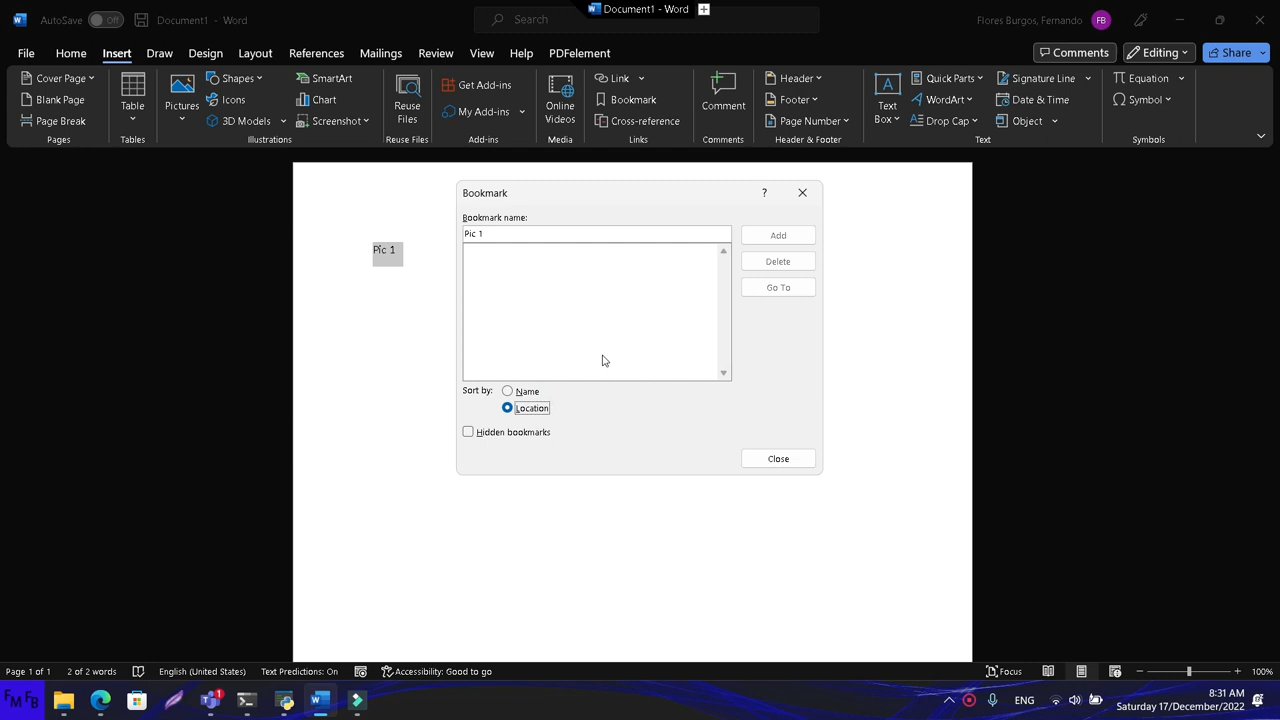 AutoSave Off Document1 - Word
Search
Document1 - Word
Flores Burgos, Fernando FB
File Home Insert Draw Design Layout References Mailings Review View Help PDFelement
Comments Editing Share
Cover Page
Blank Page
Page Break
Pages
Table
Tables
Pictures
Shapes
Icons
3D Models
SmartArt
Chart
Screenshot
Illustrations
Reuse Files
Reuse Files
Get Add-ins
My Add-ins
Add-ins
Online Videos
Media
Link
Bookmark
Cross-reference
Links
Comment
Comments
Header
Footer
Page Number
Header & Footer
Text Box
Quick Parts
WordArt
Drop Cap
Signature Line
Date & Time
Object
Text
Equation
Symbol
Symbols
Pic 1
Bookmark ?
Bookmark name:
Pic 1
Add
Delete
Go To
Sort by: Name
Location
Hidden bookmarks
Close
Page 1 of 1 2 of 2 words English (United States) Text Predictions: On Accessibility: Good to go Focus 100%
FM FB
1
ENG
8:31 AM
Saturday 17/December/2022